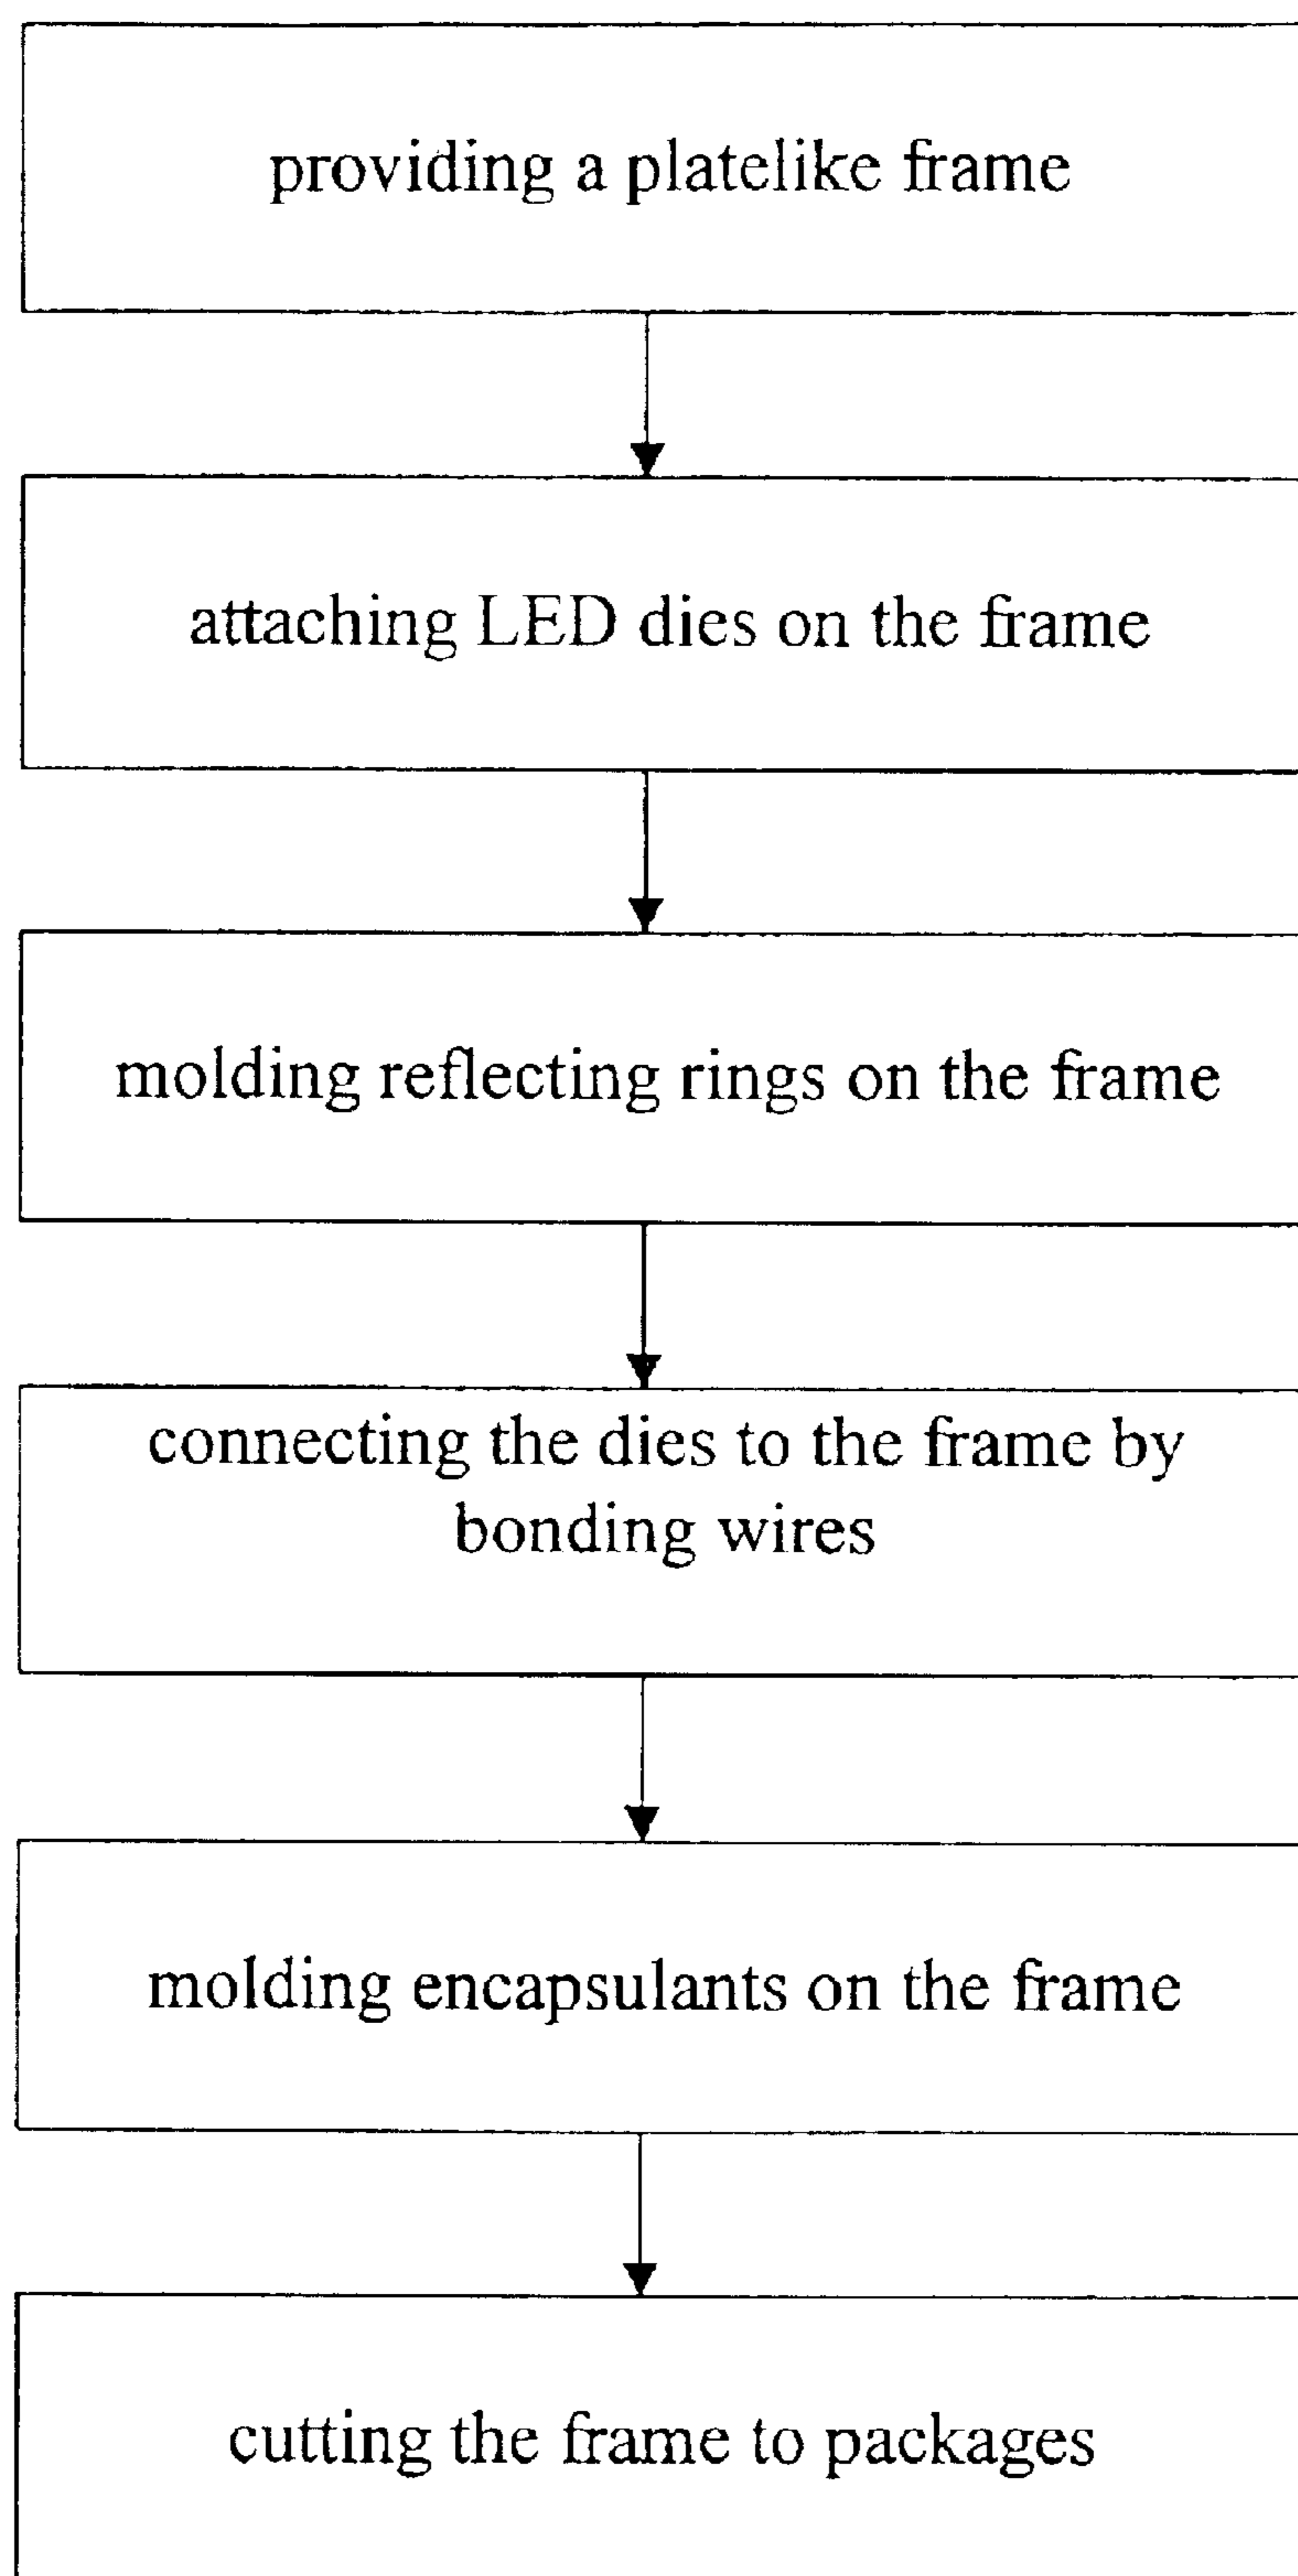 providing a platelike frame
attaching LED dies on the frame
molding reflecting rings on the frame
connecting the dies to the frame by
bonding wires
molding encapsulants on the frame
cutting the frame to packages